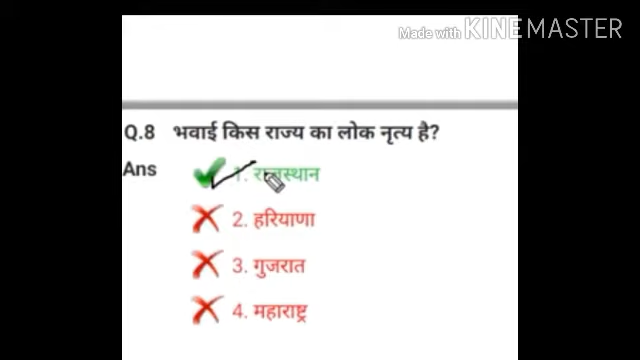 Made with KINEMASTER
Q.8 भवाई किस राज्य का लोक नृत्य है?
Ans 1. राजस्थान
2. हरियाणा
3. गुजरात
4. महाराष्ट्र